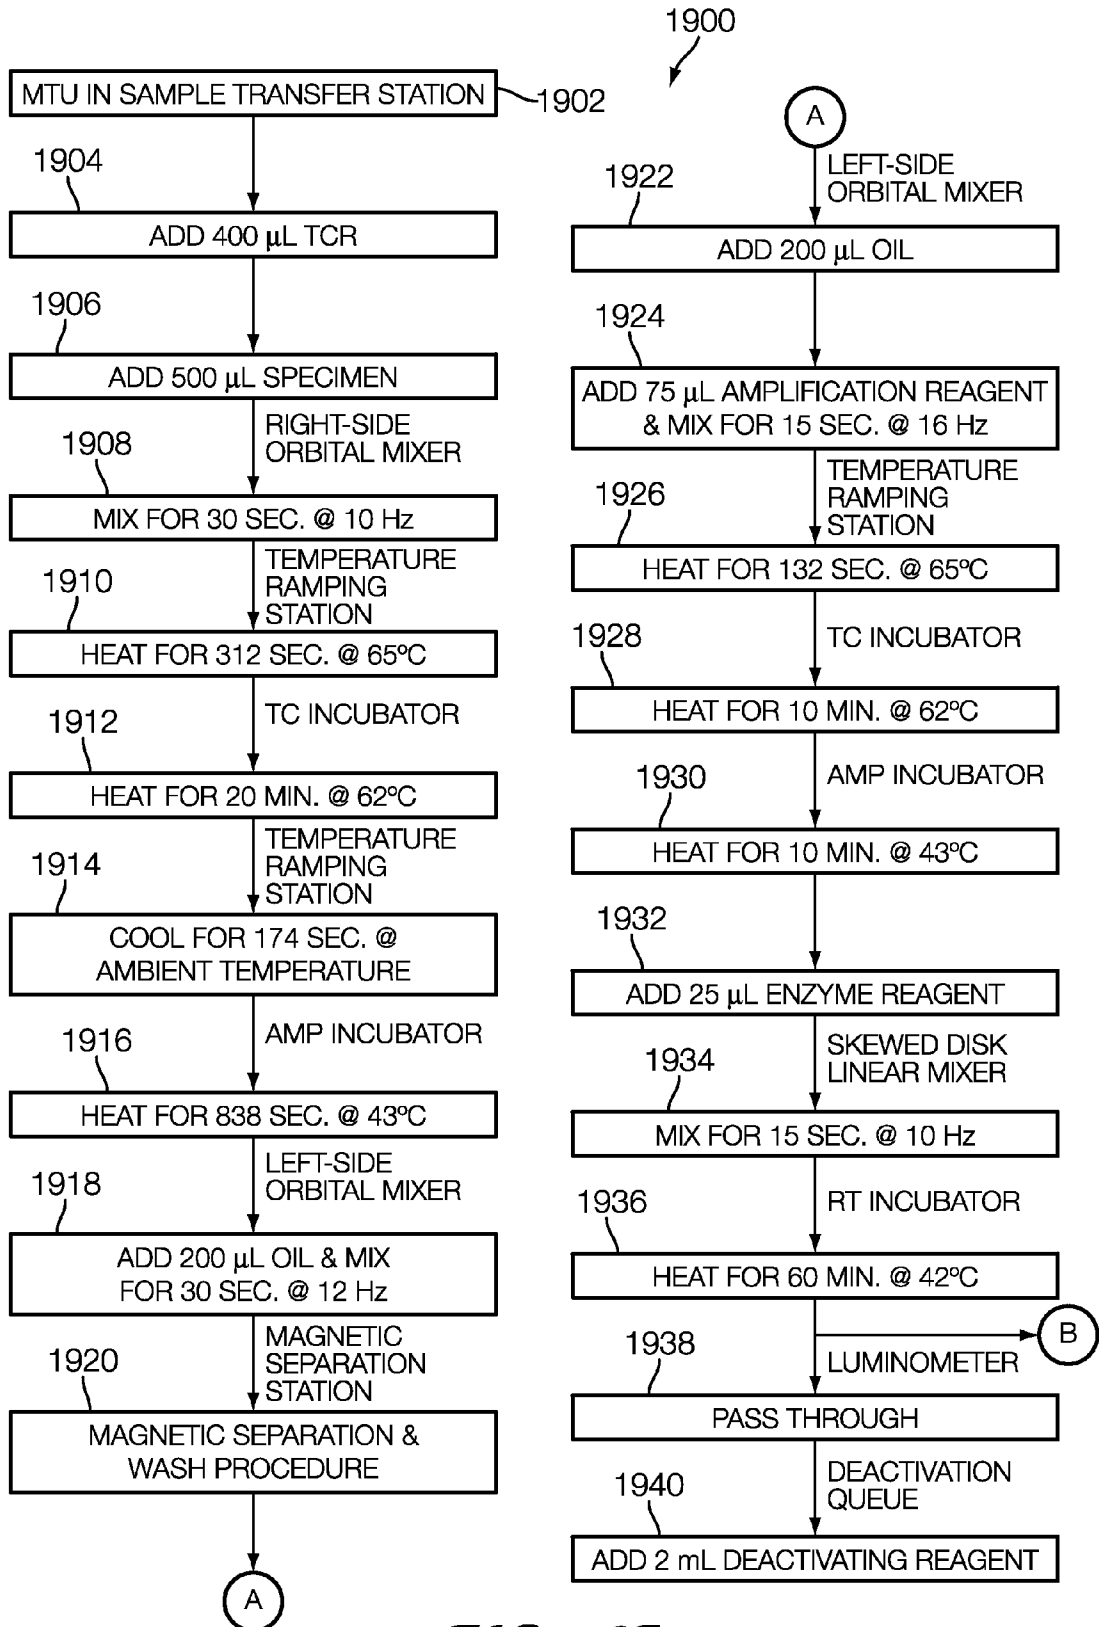 1900
MTU IN SAMPLE TRANSFER STATION
1902
1904
ADD 400 µL TCR
1906
ADD 500 µL SPECIMEN
RIGHT-SIDE
ORBITAL MIXER
1908
MIX FOR 30 SEC. @ 10 Hz
TEMPERATURE
RAMPING
STATION
1910
HEAT FOR 312 SEC. @ 65ºC
TC INCUBATOR
1912
HEAT FOR 20 MIN. @ 62ºC
TEMPERATURE
RAMPING
STATION
1914
COOL FOR 174 SEC. @
AMBIENT TEMPERATURE
AMP INCUBATOR
1916
HEAT FOR 838 SEC. @ 43ºC
LEFT-SIDE
ORBITAL MIXER
1918
ADD 200 µL OIL & MIX
FOR 30 SEC. @ 12 Hz
MAGNETIC
SEPARATION
STATION
1920
MAGNETIC SEPARATION &
WASH PROCEDURE
A
A
LEFT-SIDE
ORBITAL MIXER
1922
ADD 200 µL OIL
1924
ADD 75 µL AMPLIFICATION REAGENT
& MIX FOR 15 SEC. @ 16 Hz
TEMPERATURE
RAMPING
STATION
1926
HEAT FOR 132 SEC. @ 65ºC
TC INCUBATOR
1928
HEAT FOR 10 MIN. @ 62ºC
AMP INCUBATOR
1930
HEAT FOR 10 MIN. @ 43ºC
1932
ADD 25 µL ENZYME REAGENT
SKEWED DISK
LINEAR MIXER
1934
MIX FOR 15 SEC. @ 10 Hz
RT INCUBATOR
1936
HEAT FOR 60 MIN. @ 42ºC
B
LUMINOMETER
1938
PASS THROUGH
DEACTIVATION
QUEUE
1940
ADD 2 mL DEACTIVATING REAGENT